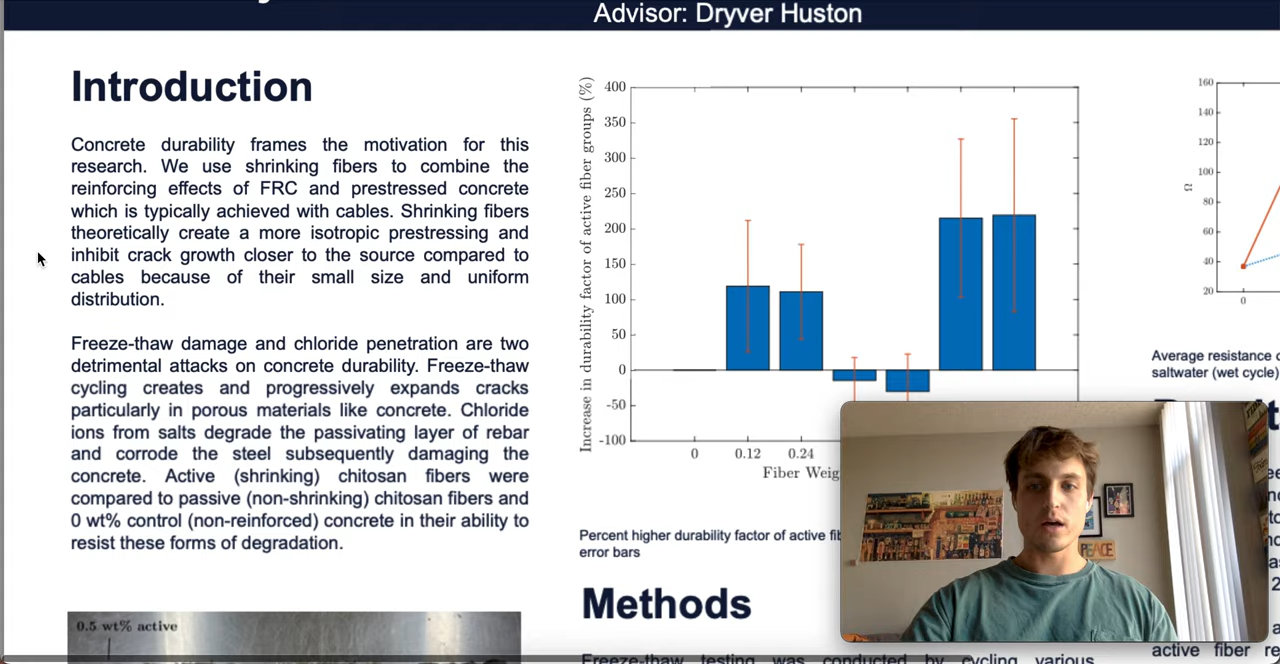 Advisor: Dryver Huston
Introduction
Concrete durability frames the motivation for this
research. We use shrinking fibers to combine the
reinforcing effects of FRC and prestressed concrete
which is typically achieved with cables. Shrinking fibers
theoretically create a more isotropic prestressing and
inhibit crack growth closer to the source compared to
cables because of their small size and uniform
distribution.
Freeze-thaw damage and chloride penetration are two
detrimental attacks on concrete durability. Freeze-thaw
cycling creates and progressively expands cracks
particularly in porous materials like concrete. Chloride
ions from salts degrade the passivating layer of rebar
and corrode the steel subsequently damaging the
concrete. Active (shrinking) chitosan fibers were
compared to passive (non-shrinking) chitosan fibers and
0 wt% control (non-reinforced) concrete in their ability to
resist these forms of degradation.
0.5 wt% active
Increase in durability factor of active fiber groups (%)
400
350
300
250
200
150
100
50
0
-50
-100
0 0.12 0.24
Fiber Weig
Percent higher durability factor of active fib
error bars
Methods
Freeze-thaw testing was conducted by cycling various
160
140
120
100
80
60
40
20
Ω
0
Average resistance
saltwater (wet cycle)
PEACE
active fiber re